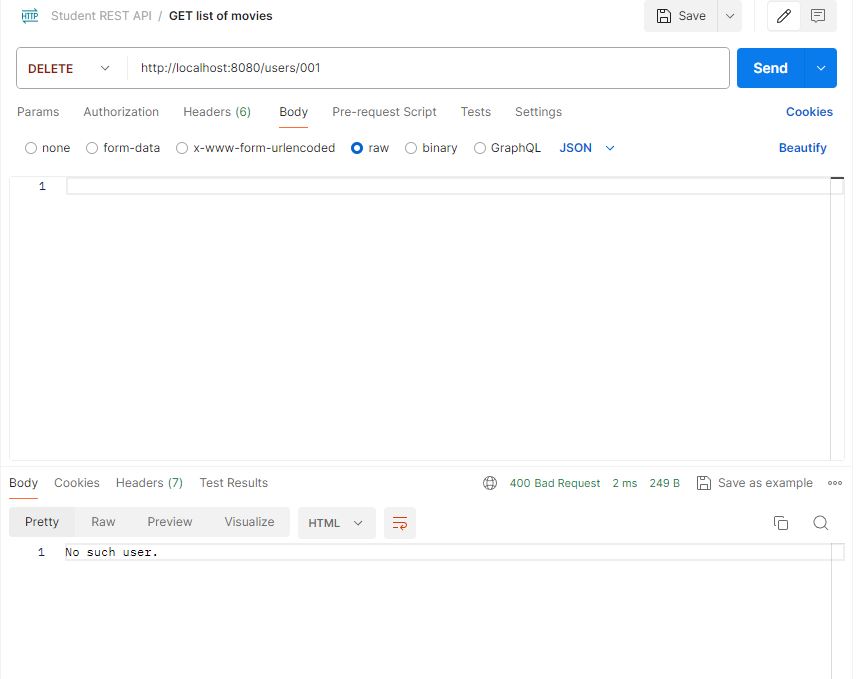 HTTP Student REST API / GET list of movies Save
DELETE http://localhost:8080/users/001 Send
Params Authorization Headers (6) Body Pre-request Script Tests Settings Cookies
none form-data x-www-form-urlencoded raw binary GraphQL JSON Beautify
1
Body Cookies Headers (7) Test Results 400 Bad Request 2 ms 249 B Save as example
Pretty Raw Preview Visualize HTML
1 No such user.